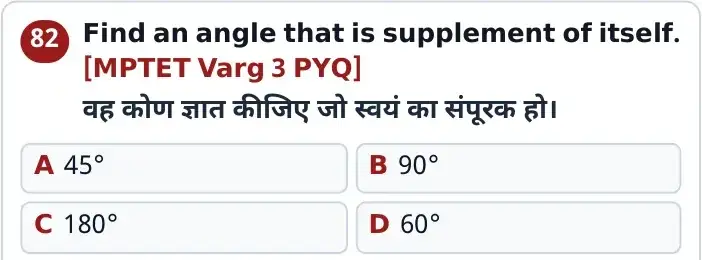 82 Find an angle that is supplement of itself.
[MPTET Varg 3 PYQ]
वह कोण ज्ञात कीजिए जो स्वयं का संपूरक हो।
A 45° B 90°
C 180° D 60°